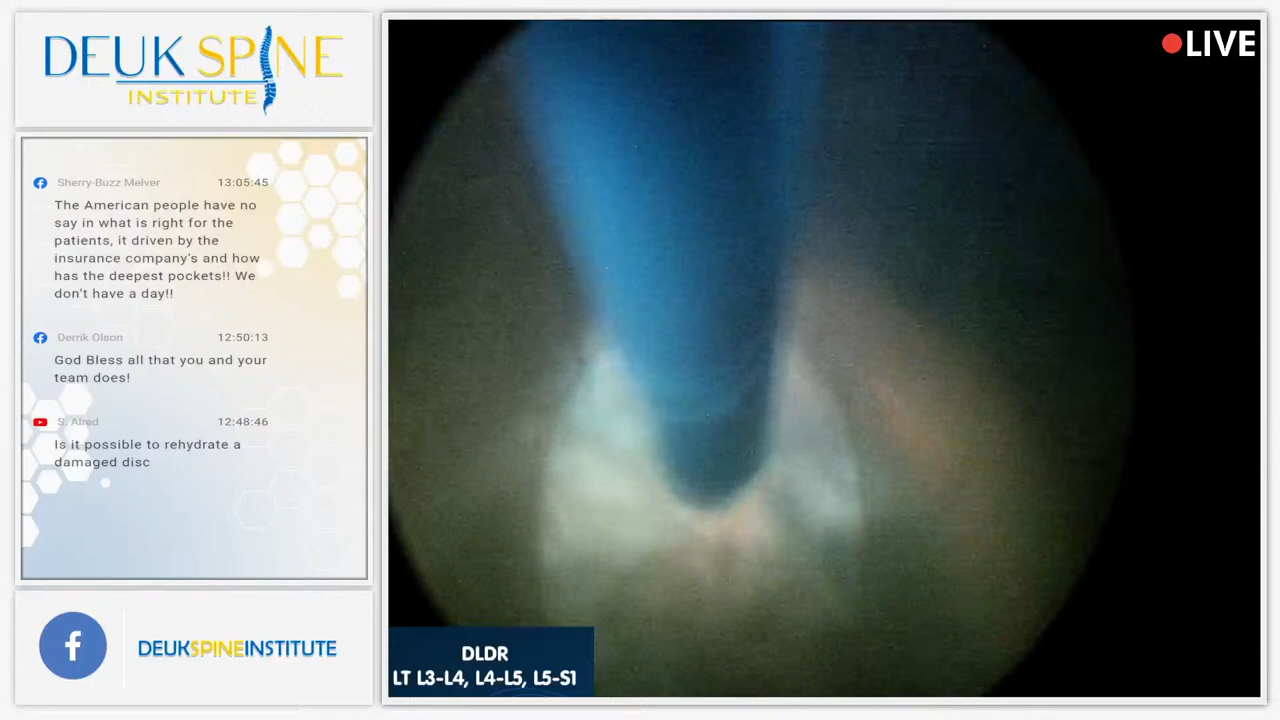 DEUK SPINE
INSTITUTE
Sherry-Buzz Melver 13:05:45
The American people have no
say in what is right for the
patients, it driven by the
insurance company's and how
has the deepest pockets!! We
don't have a day!!
Derrik Olson 12:50:13
God Bless all that you and your
team does!
S. Alred 12:48:46
Is it possible to rehydrate a
damaged disc
f DEUKSPINEINSTITUTE
LIVE
DLDR
LT L3-L4, L4-L5, L5-S1